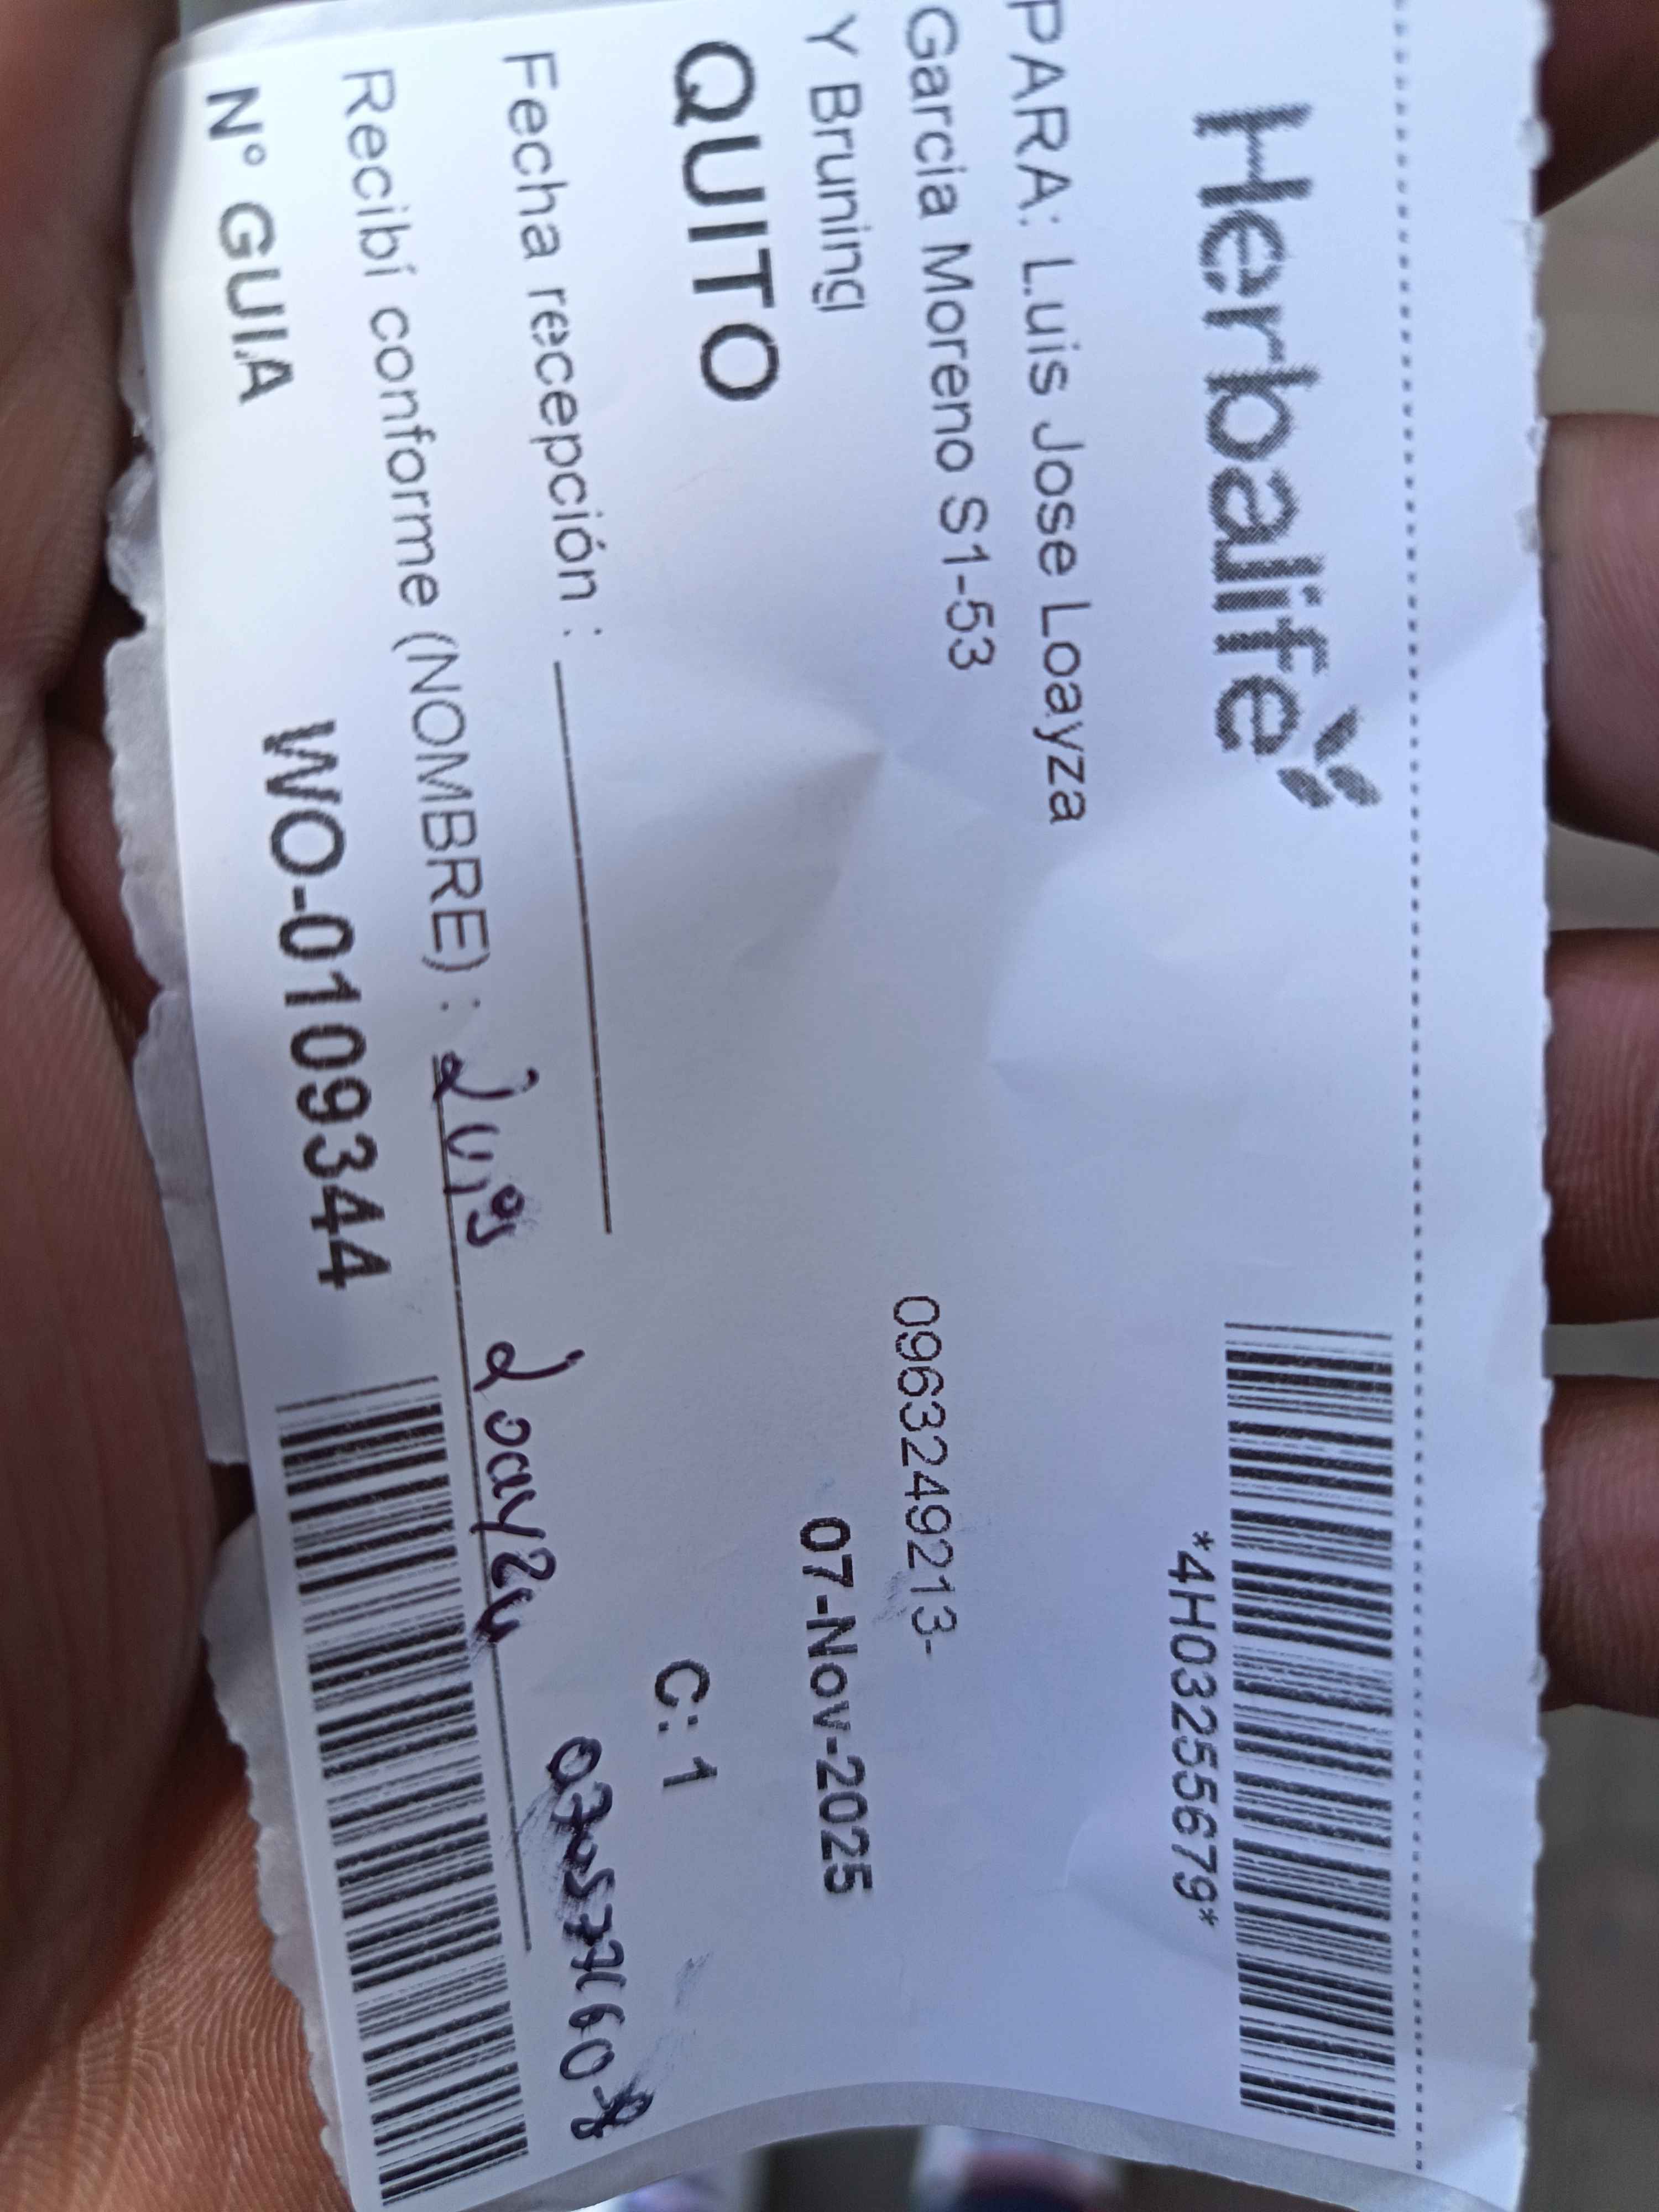 Herbalife
*4H03255679*
PARA: Luis Jose Loayza
Garcia Moreno S1-53
0963249213-
Y Bruning
07-Nov-2025
QUITO
C: 1
Fecha recepción :
Recibí conforme (NOMBRE) : Luis Loayza
N° GUIA WO-0109344